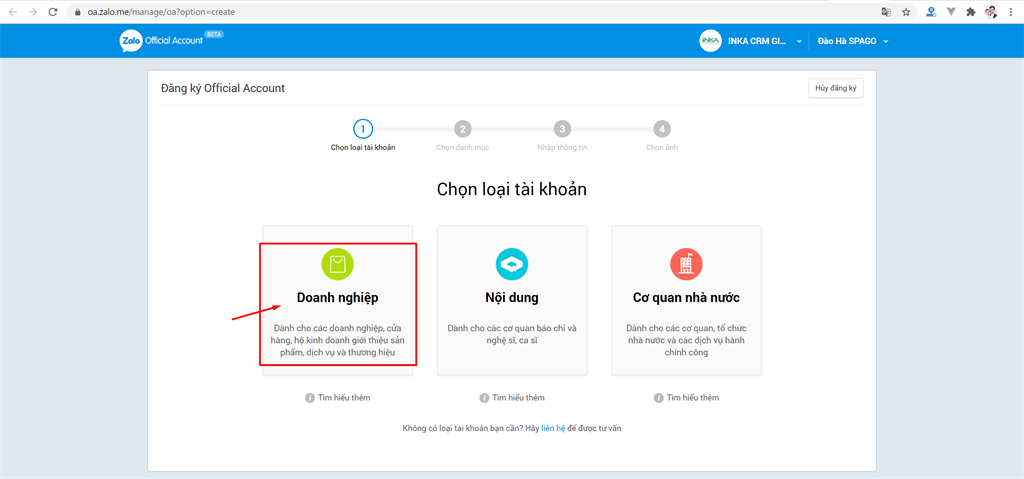 oa.zalo.me/manage/oa?option=create
Zalo Official Account BETA
INKA CRM GI...
Đào Hà SPAGO
Đăng ký Official Account
Hủy đăng ký
1
2
3
4
Chọn loại tài khoản
Chọn danh mục
Nhập thông tin
Chọn ảnh
Chọn loại tài khoản
Doanh nghiệp
Dành cho các doanh nghiệp, cửa
hàng, hộ kinh doanh giới thiệu sản
phẩm, dịch vụ và thương hiệu
Tìm hiểu thêm
Nội dung
Dành cho các cơ quan báo chí và
nghệ sĩ, ca sĩ
Tìm hiểu thêm
Cơ quan nhà nước
Dành cho các cơ quan, tổ chức
nhà nước và các dịch vụ hành
chính công
Tìm hiểu thêm
Không có loại tài khoản bạn cần? Hãy liên hệ để được tư vấn